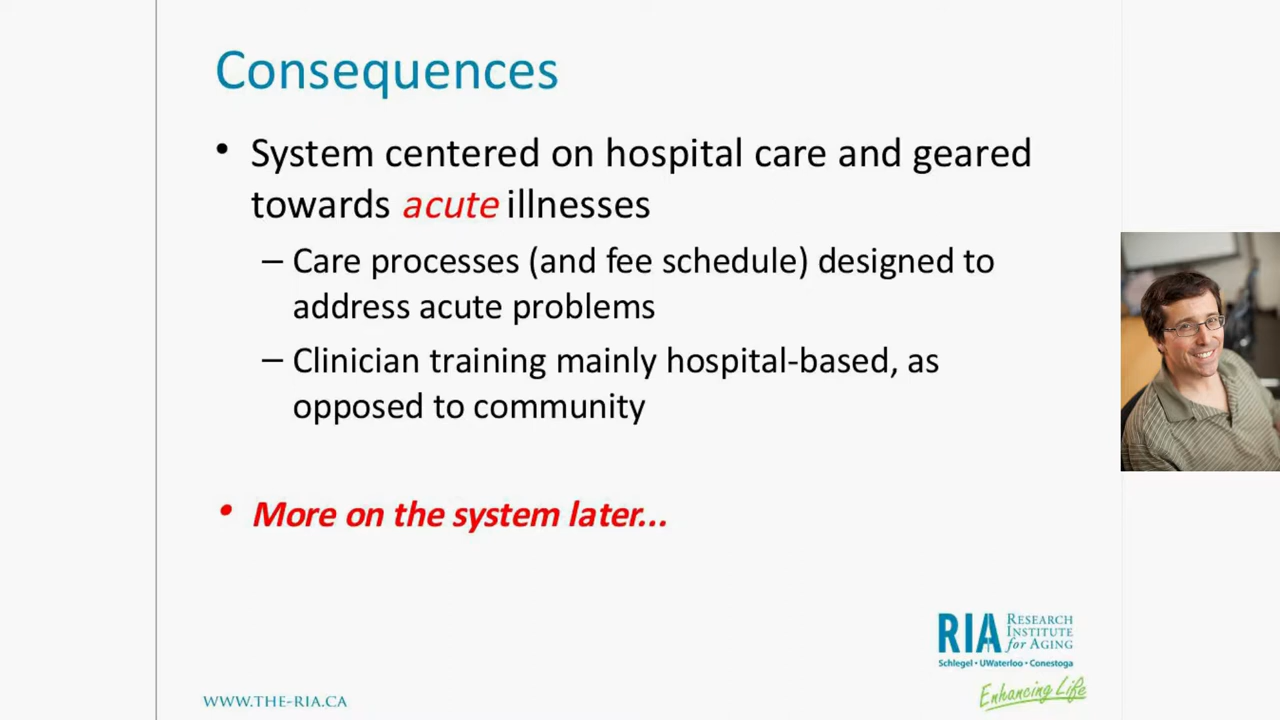 Consequences
• System centered on hospital care and geared
towards acute illnesses
– Care processes (and fee schedule) designed to
address acute problems
– Clinician training mainly hospital-based, as
opposed to community
• More on the system later...
RIA RESEARCH
INSTITUTE
for AGING
Schlegel • UWaterloo • Conestoga
Enhancing Life
WWW.THE-RIA.CA